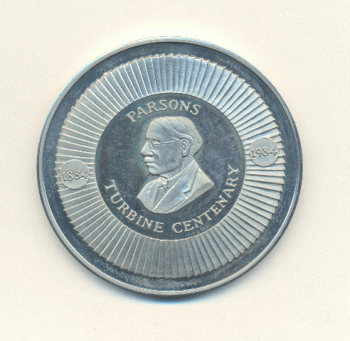 PARSONS
1884
1984
TURBINE CENTENARY